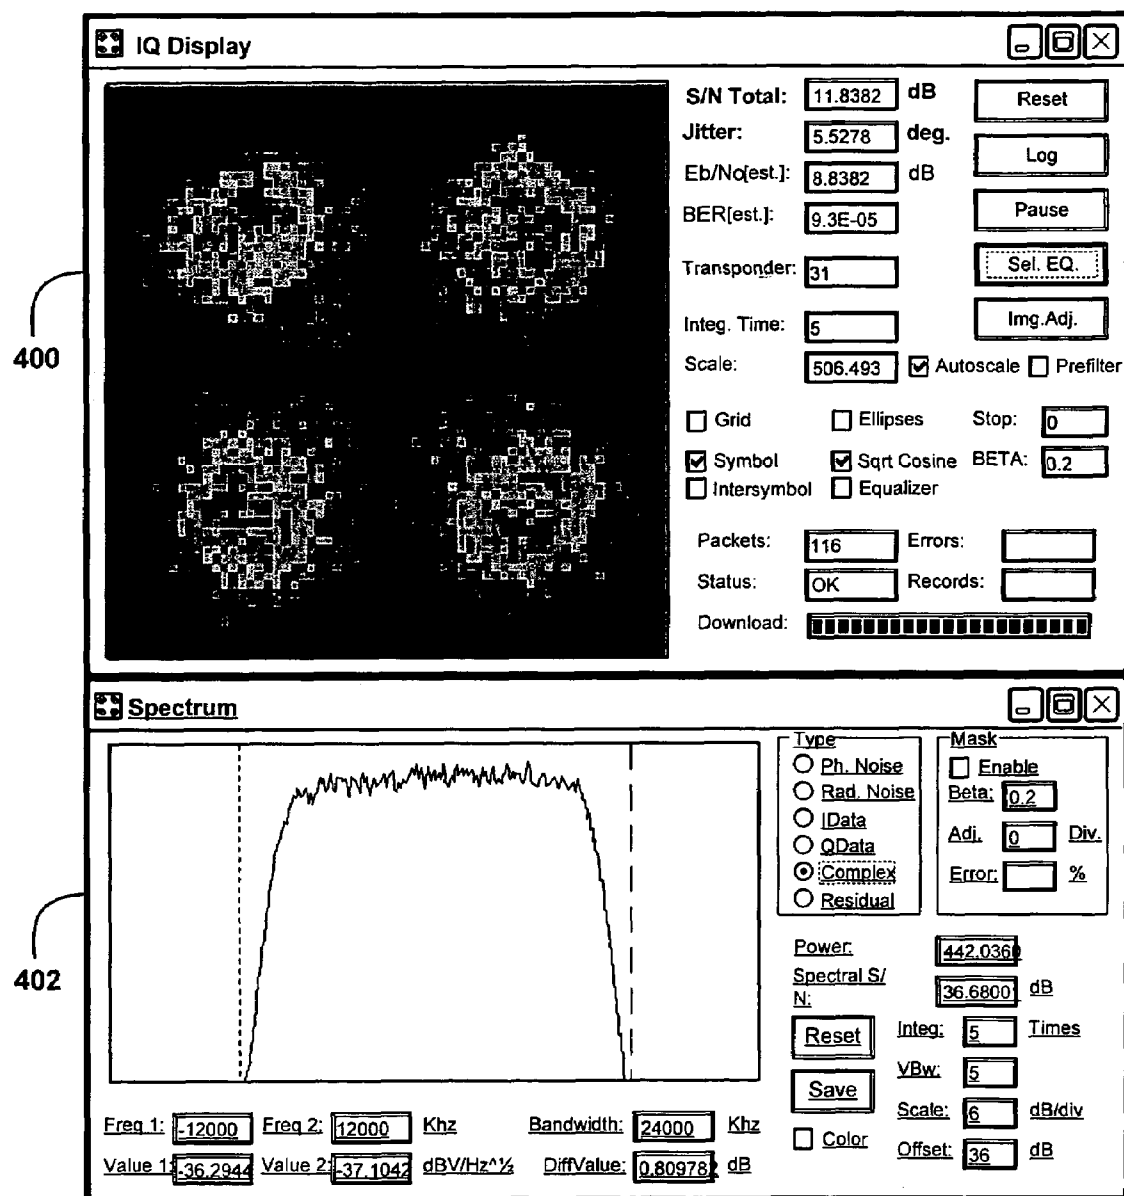 IQ Display
S/N Total: 11.8382 dB Reset
Jitter: 5.5278 deg.
Log
Eb/No[est.]: 8.8382 dB
BER[est.]: 9.3E-05 Pause
Transponder: 31 Sel. EQ.
Integ. Time: 5 Img.Adj.
Scale: 506.493 Autoscale Prefilter
Grid Ellipses Stop: 0
Symbol Sqrt Cosine BETA: 0.2
Intersymbol Equalizer
Packets: 116 Errors:
Status: OK Records:
Download:
400
Spectrum
Type Mask
Ph. Noise Enable
Rad. Noise Beta: 0.2
IData
QData Adj. 0 Div.
Complex Error: %
Residual
Power: 442.0360
Spectral S/
N: 36.6800 dB
Reset Integ: 5 Times
VBw: 5
Save Scale: 6 dB/div
Color Offset: 36 dB
Freq 1: -12000 Freq 2: 12000 Khz Bandwidth: 24000 Khz
Value 1: -36.2944 Value 2: -37.1042 dBV/Hz^½ DiffValue: 0.809782 dB
402